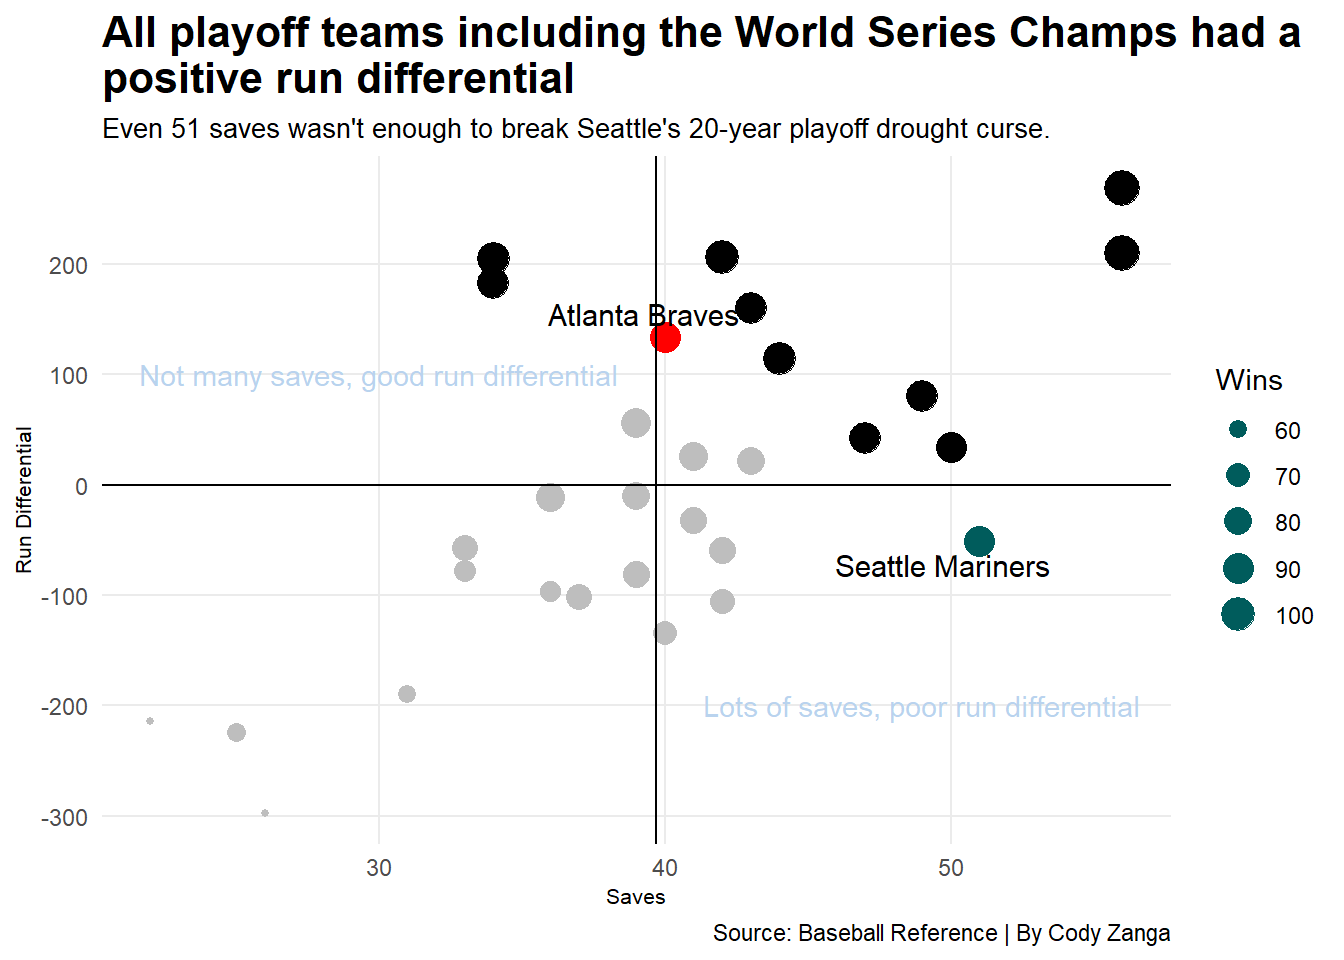 All playoff teams including the World Series Champs had a
positive run differential
Even 51 saves wasn't enough to break Seattle's 20-year playoff drought curse.
200
100
0
-100
-200
-300
Run Differential
Atlanta Braves
Not many saves, good run differential
Seattle Mariners
Lots of saves, poor run differential
30
40
50
Saves
Wins
60
70
80
90
100
Source: Baseball Reference | By Cody Zanga